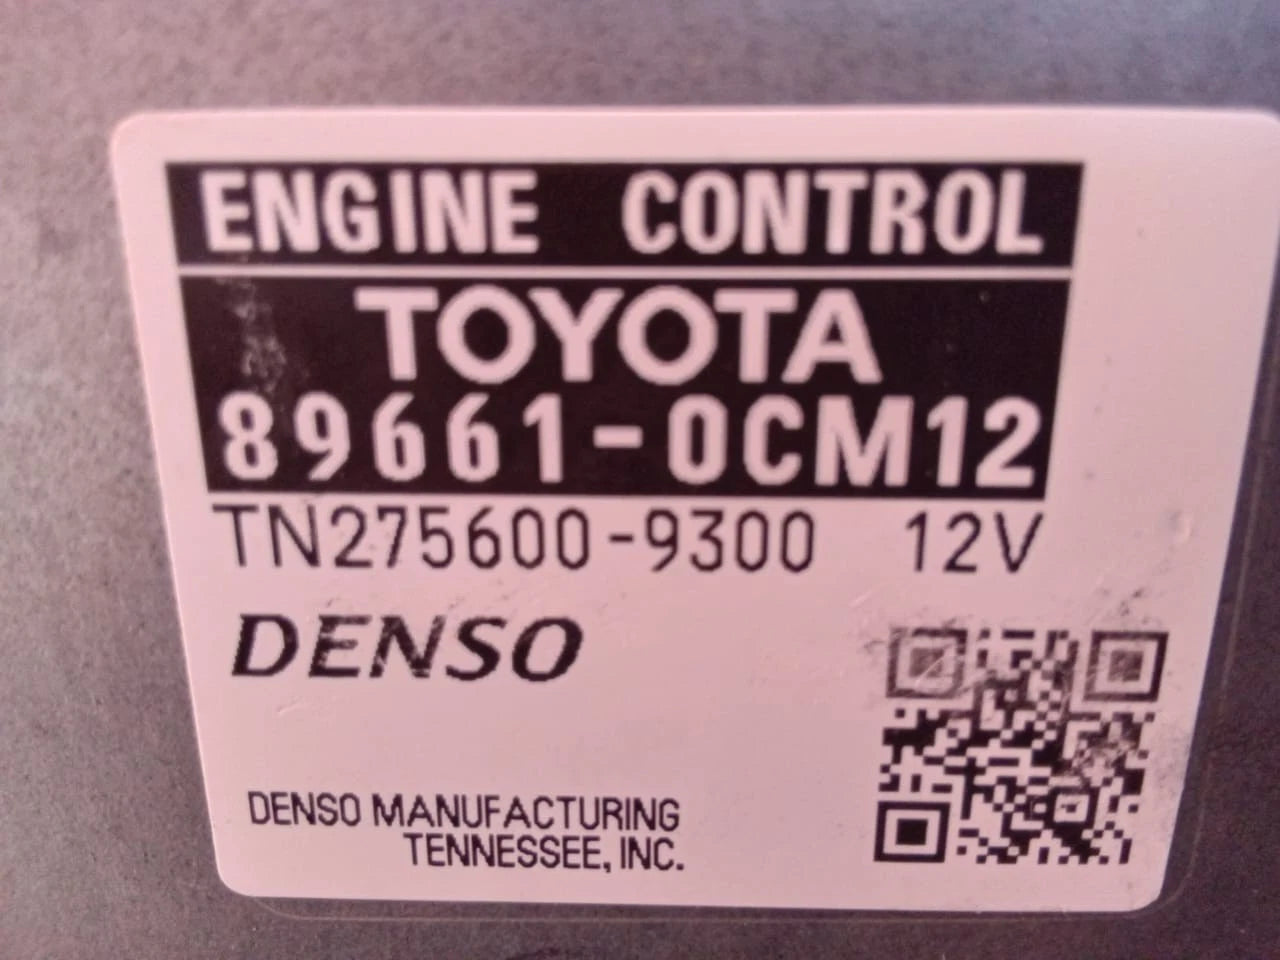 ENGINE CONTROL
TOYOTA
89661-0CM12
TN275600-9300 12V
DENSO
DENSO MANUFACTURING
TENNESSEE, INC.